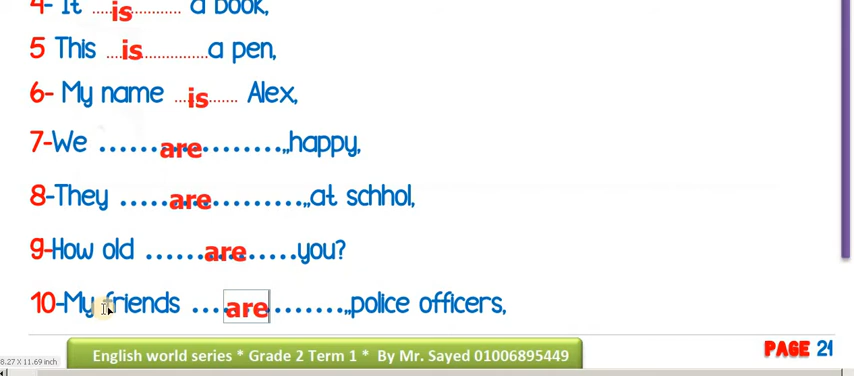 4- It .....is............ a book,
5 This ....is................a pen,
6- My name ...is....... Alex,
7-We ......are............,,happy,
8-They .....are..........,,at schhol,
9-How old ......are.....you?
10-My friends ....are........,,police officers,
PAGE 21
English world series * Grade 2 Term 1 * By Mr. Sayed 01006895449
8.27 x 11.69 inch